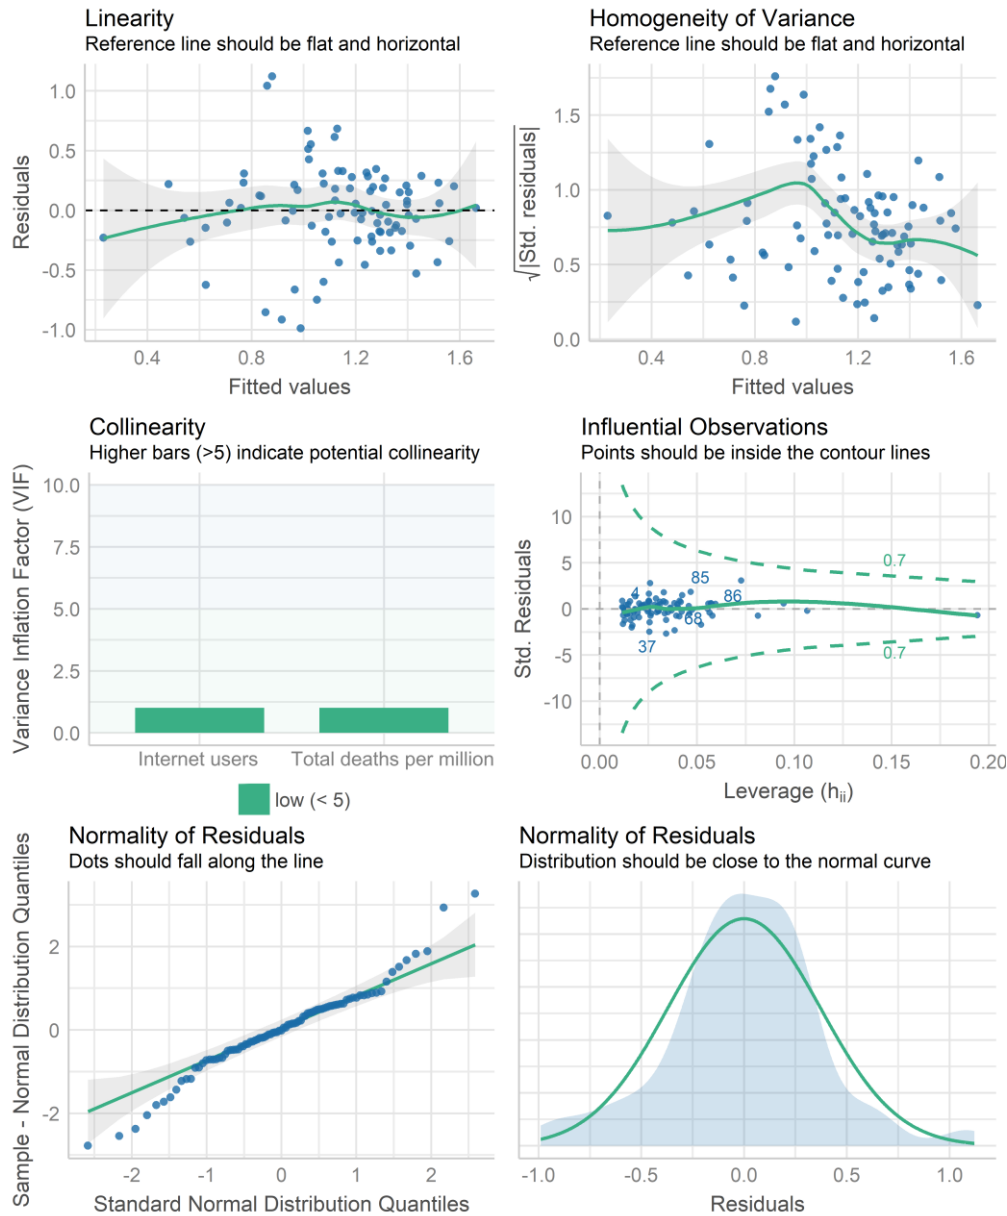 Linearity
Reference line should be flat and horizontal
Residuals
1.0
0.5
0.0
-0.5
-1.0
0.4
0.8
1.2
1.6
Fitted values
Homogeneity of Variance
Reference line should be flat and horizontal
√|Std. residuals|
1.5
1.0
0.5
0.0
0.4
0.8
1.2
1.6
Fitted values
Collinearity
Higher bars (>5) indicate potential collinearity
Variance Inflation Factor (VIF)
10.0
7.5
5.0
2.5
0.0
Internet users
Total deaths per million
low (< 5)
Influential Observations
Points should be inside the contour lines
Std. Residuals
10
5
0
-5
-10
0.7
85
4
86
68
37
0.7
0.00
0.05
0.10
0.15
0.20
Leverage (hii)
Normality of Residuals
Dots should fall along the line
Sample - Normal Distribution Quantiles
2
0
-2
-2
-1
0
1
2
Standard Normal Distribution Quantiles
Normality of Residuals
Distribution should be close to the normal curve
-1.0
-0.5
0.0
0.5
1.0
Residuals